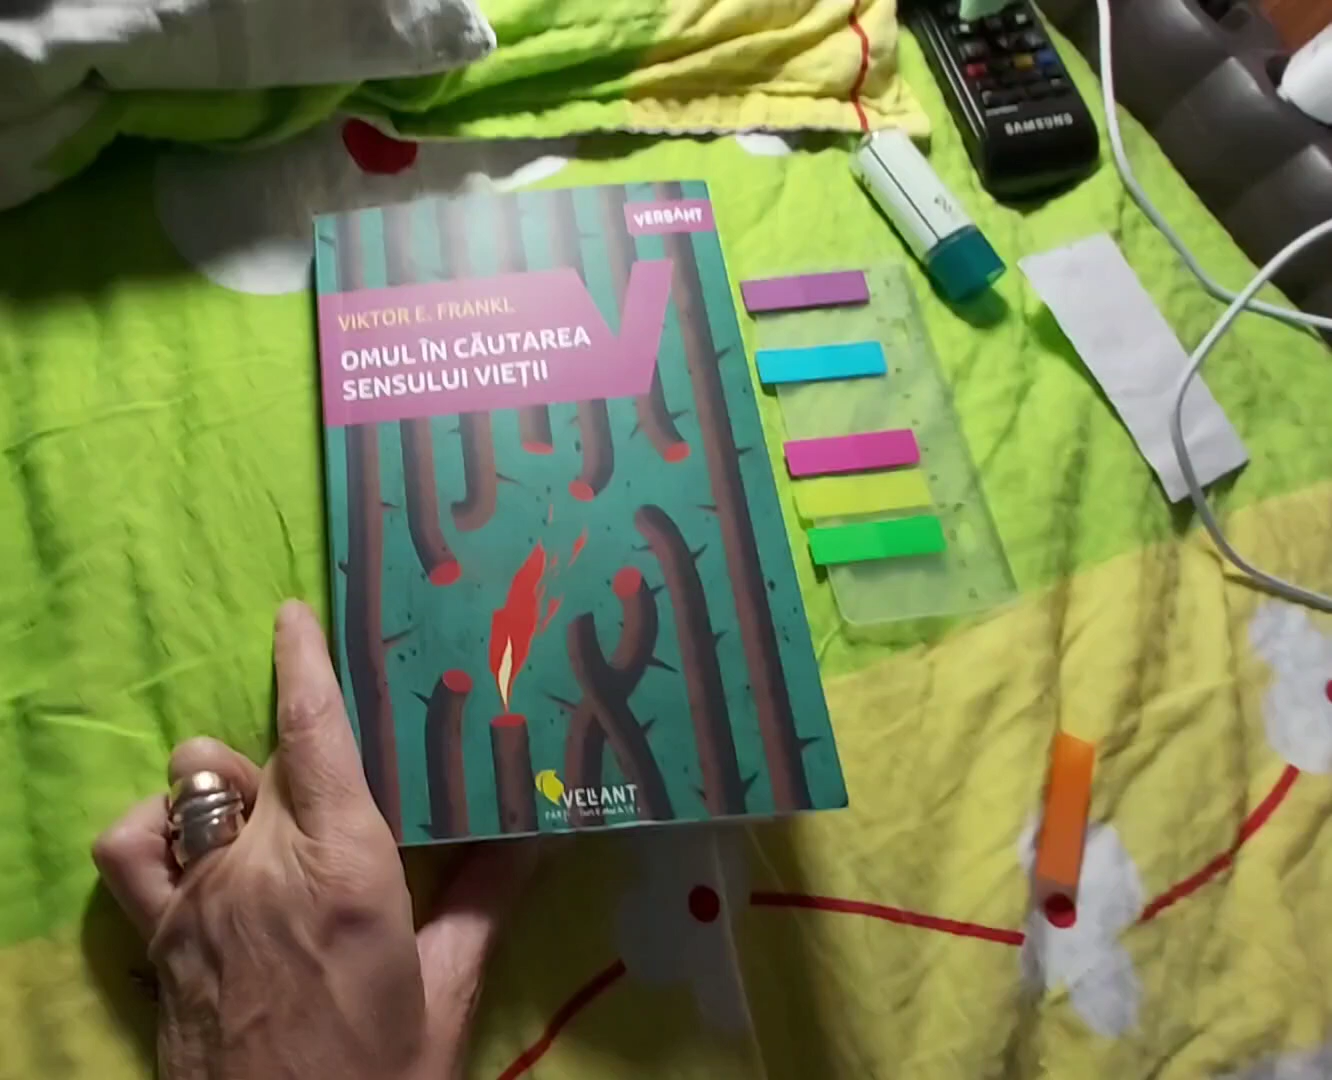 VERSANT
VIKTOR E. FRANKL
OMUL ÎN CĂUTAREA
SENSULUI VIEȚII
VELLANT
SAMSUNG